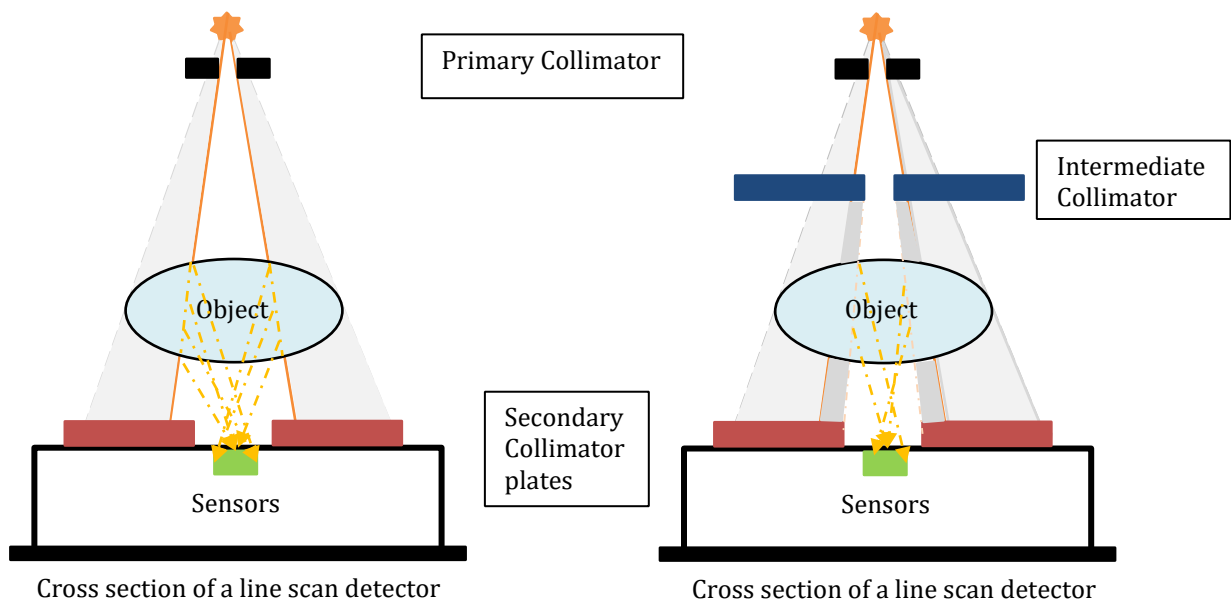 Primary Collimator
Intermediate
Collimator
Object
Object
Secondary
Collimator
plates
Sensors
Sensors
Cross section of a line scan detector
Cross section of a line scan detector